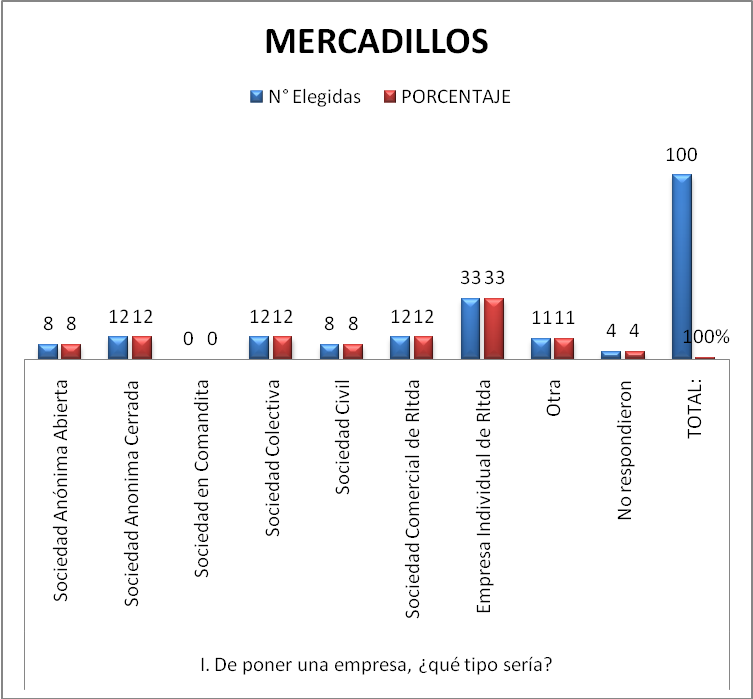 MERCADILLOS
N° Elegidas PORCENTAJE
8 8 12 12 0 0 12 12 8 8 12 12 33 33 11 11 4 4 100 100%
Sociedad Anónima Abierta
Sociedad Anonima Cerrada
Sociedad en Comandita
Sociedad Colectiva
Sociedad Civil
Sociedad Comercial de Rltda
Empresa Individual de Rltda
Otra
No respondieron
TOTAL:
I. De poner una empresa, ¿qué tipo sería?